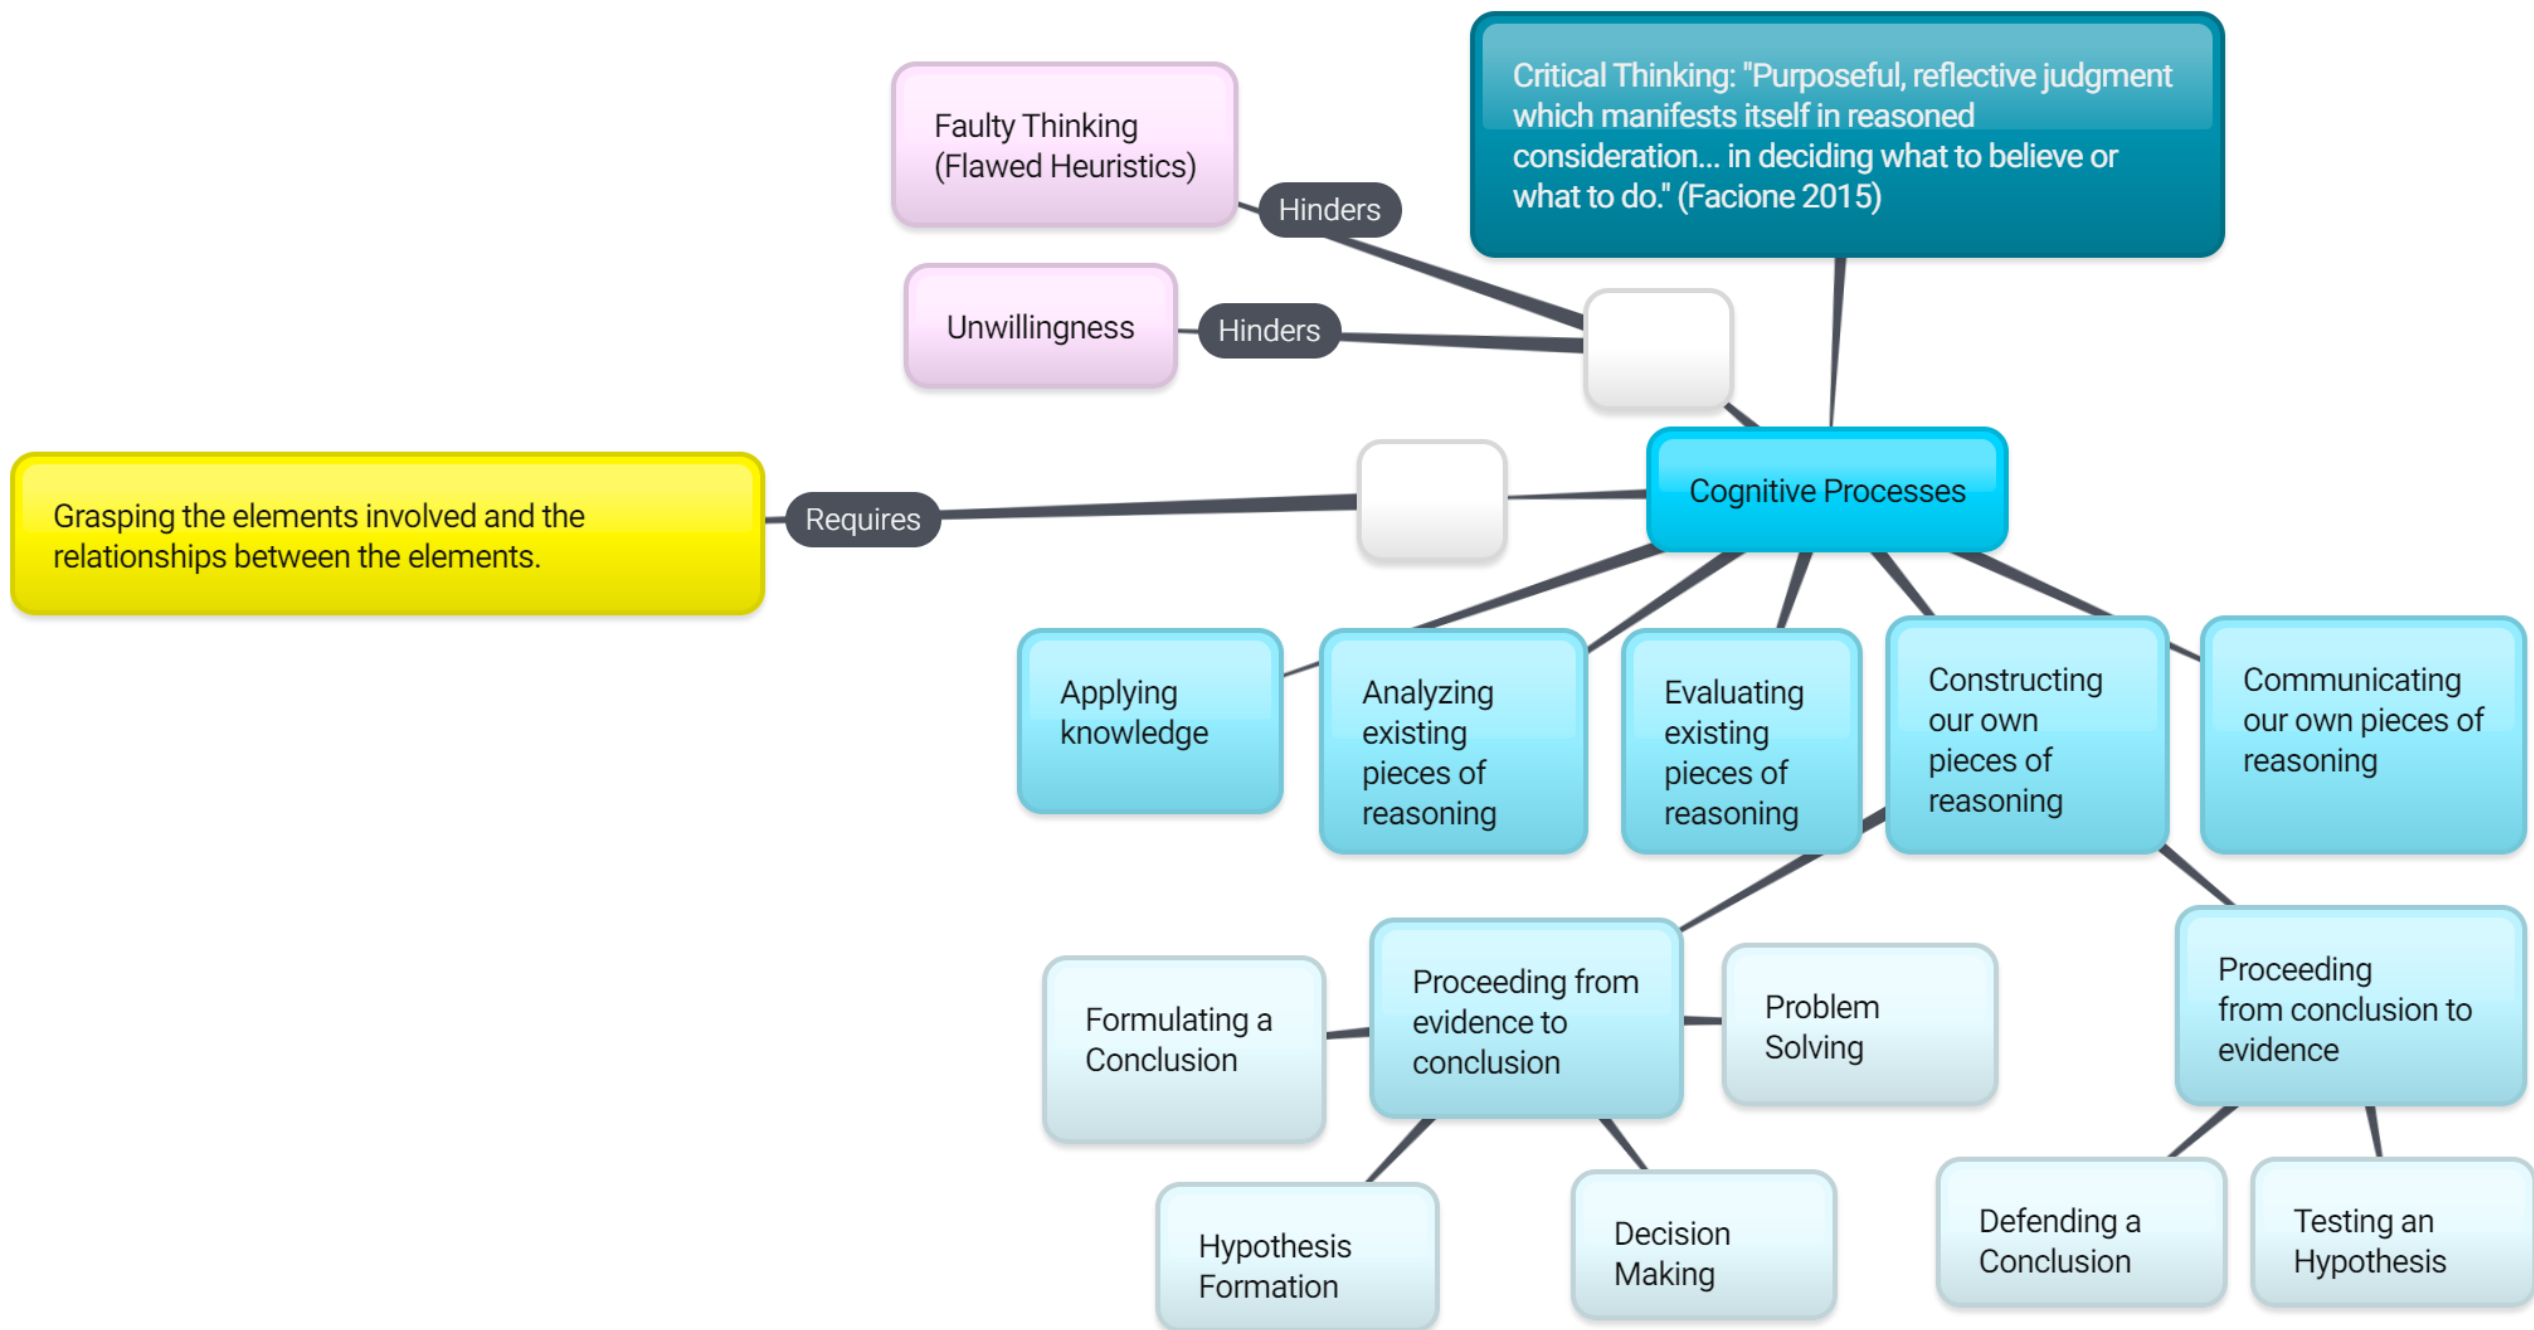 Critical Thinking: "Purposeful, reflective judgment
which manifests itself in reasoned
consideration... in deciding what to believe or
what to do." (Facione 2015)
Faulty Thinking
(Flawed Heuristics)
Hinders
Unwillingness
Hinders
Grasping the elements involved and the
relationships between the elements.
Requires
Cognitive Processes
Applying
knowledge
Analyzing
existing
pieces of
reasoning
Evaluating
existing
pieces of
reasoning
Constructing
our own
pieces of
reasoning
Communicating
our own pieces of
reasoning
Formulating a
Conclusion
Proceeding from
evidence to
conclusion
Problem
Solving
Proceeding
from conclusion to
evidence
Hypothesis
Formation
Decision
Making
Defending a
Conclusion
Testing an
Hypothesis